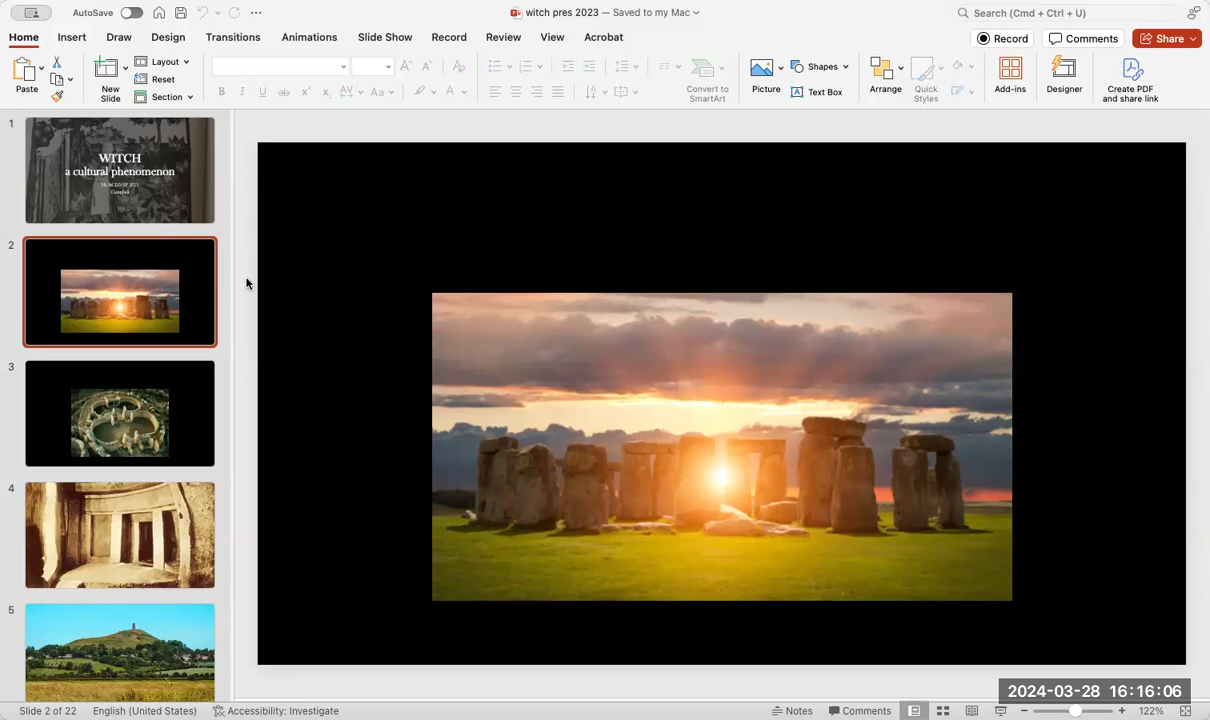 AutoSave
witch pres 2023 — Saved to my Mac
Search (Cmd + Ctrl + U)
Home Insert Draw Design Transitions Animations Slide Show Record Review View Acrobat
Record Comments Share
Paste
New Slide
Layout
Reset
Section
Convert to SmartArt
Picture
Shapes
Text Box
Arrange
Quick Styles
Add-ins
Designer
Create PDF and share link
1
WITCH
a cultural phenomenon
Campbell
2
3
4
5
2024-03-28 16:16:06
Slide 2 of 22 English (United States) Accessibility: Investigate Notes Comments 122%